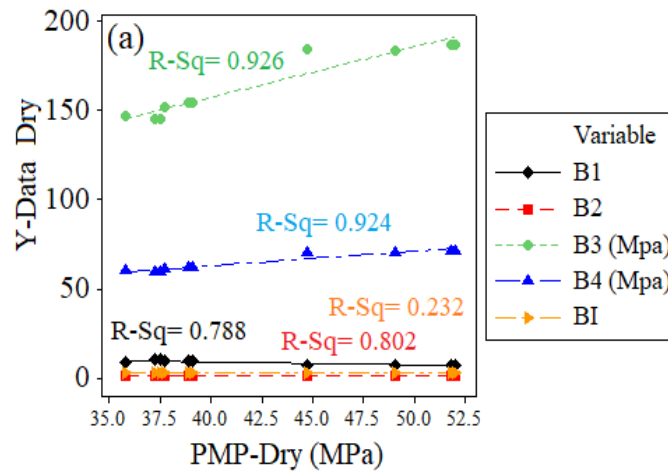 (a)
200
150
100
50
0
Y-Data Dry
R-Sq= 0.926
R-Sq= 0.924
R-Sq= 0.232
R-Sq= 0.788
R-Sq= 0.802
35.0 37.5 40.0 42.5 45.0 47.5 50.0 52.5
PMP-Dry (MPa)
Variable
B1
B2
B3 (Mpa)
B4 (Mpa)
BI